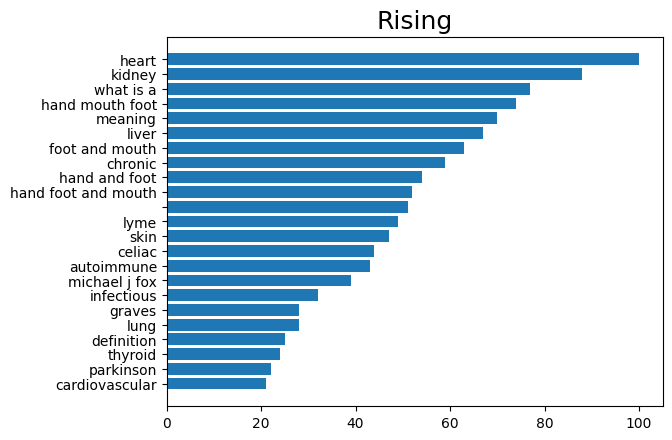 Rising
heart
kidney
what is a
hand mouth foot
meaning
liver
foot and mouth
chronic
hand and foot
hand foot and mouth
lyme
skin
celiac
autoimmune
michael j fox
infectious
graves
lung
definition
thyroid
parkinson
cardiovascular
0 20 40 60 80 100